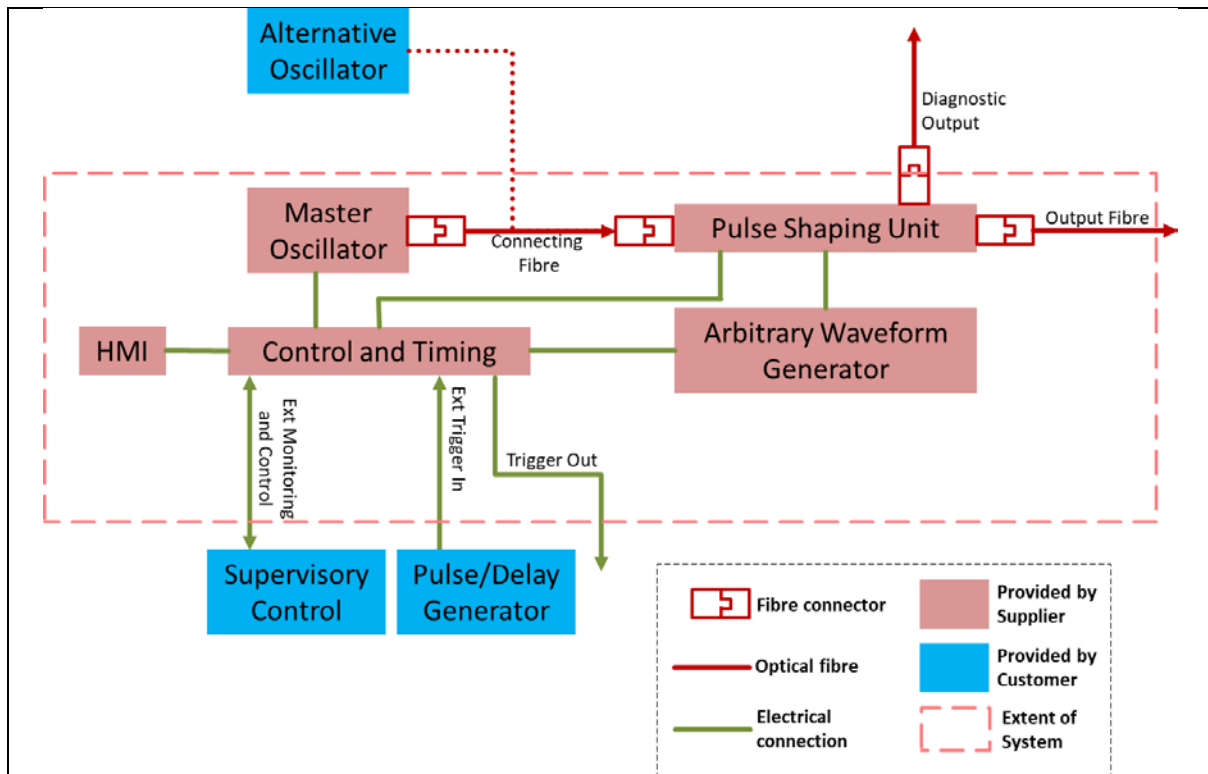 Alternative
Oscillator
Diagnostic
Output
Master
Oscillator
Connecting
Fibre
Pulse Shaping Unit
Output Fibre
HMI
Control and Timing
Arbitrary Waveform
Generator
Ext Monitoring
and Control
Ext Trigger In
Trigger Out
Supervisory
Control
Pulse/Delay
Generator
Fibre connector
Provided by
Supplier
Optical fibre
Provided by
Customer
Electrical
connection
Extent of
System